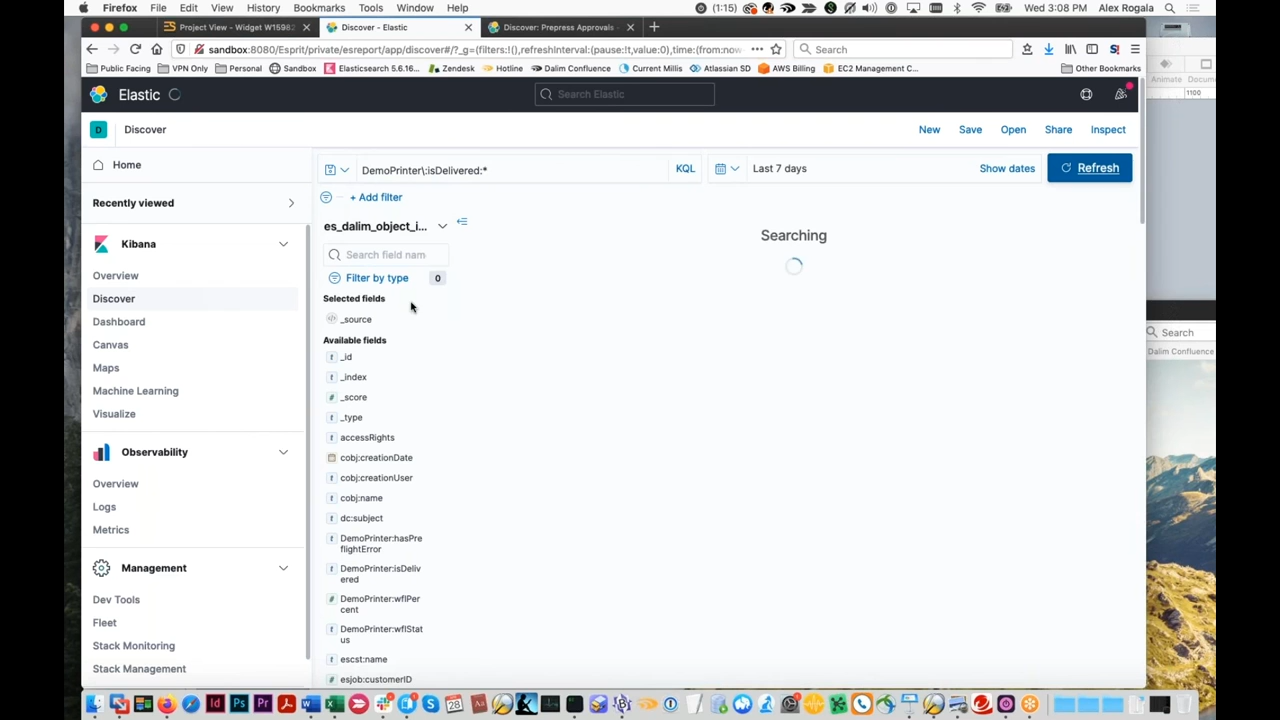 Firefox File Edit View History Bookmarks Tools Window Help (1:15) Wed 3:08 PM Alex Rogala
Project View - Widget W15982 Discover - Elastic Discover: Prepress Approvals -
sandbox:8080/Esprit/private/esreport/app/discover#/?_g=(filters:!(),refreshInterval:(pause:!t,value:0),time:(from:now- Search
Public Facing VPN Only Personal Sandbox Elasticsearch 5.6.16... Zendesk Hotline Dalim Confluence Current Millis Atlassian SD AWS Billing EC2 Management C... Other Bookmarks
Animate Docum
1100
Elastic Search Elastic
D Discover New Save Open Share Inspect
Home
DemoPrinter\:isDelivered:* KQL Last 7 days Show dates Refresh
+ Add filter
Recently viewed
es_dalim_object_i...
Searching
Kibana
Search field nam
Overview
Filter by type 0
Discover
Selected fields
Dashboard
_source
Canvas
Available fields
Maps
t _id
Machine Learning
t _index
# _score
Visualize
t _type
t accessRights
Observability
cobj:creationDate
Overview
t cobj:creationUser
Logs
t cobj:name
Metrics
t dc:subject
t DemoPrinter:hasPre
flightError
Management
t DemoPrinter:isDeliv
ered
Dev Tools
# DemoPrinter:wflPer
cent
Fleet
t DemoPrinter:wflStat
us
Stack Monitoring
t escst:name
Stack Management
t esjob:customerID
Search
Dalim Confluence